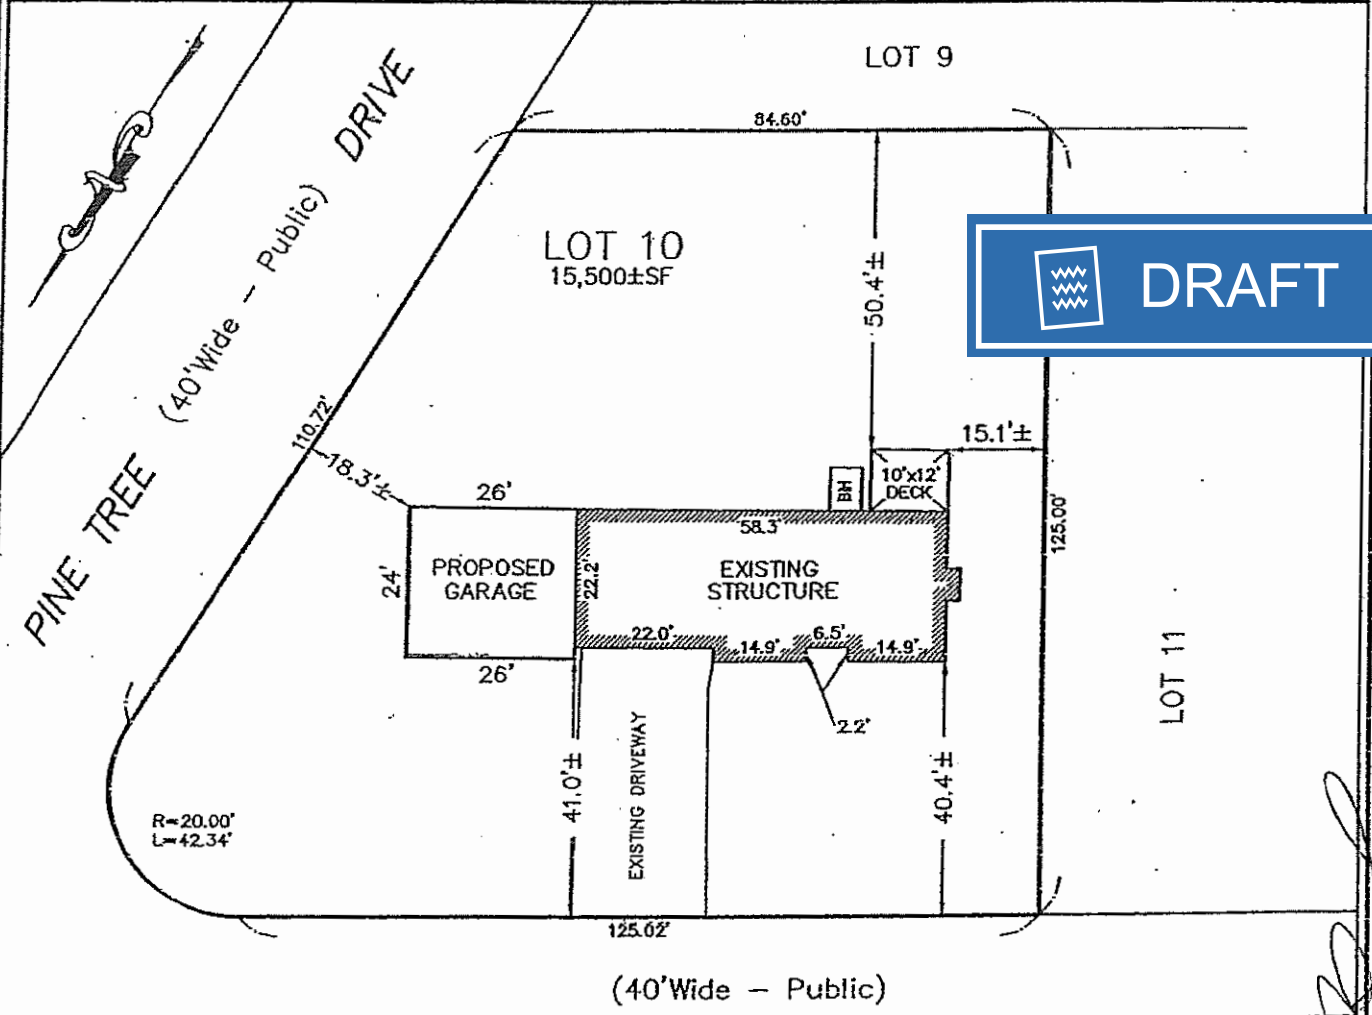 LOT 9
84.60'
PINE TREE (40'Wide – Public) DRIVE
LOT 10
15,500±SF
50.4'±
DRAFT
110.72'
18.3'±
15.1'±
10'x12'
DECK
BH
26'
58.3'
125.00'
24'
PROPOSED
GARAGE
22.2'
EXISTING
STRUCTURE
22.0'
14.9'
6.5'
14.9'
26'
2.2'
LOT 11
41.0'±
EXISTING DRIVEWAY
40.4'±
R=20.00'
L=42.34'
125.02'
(40'Wide – Public)